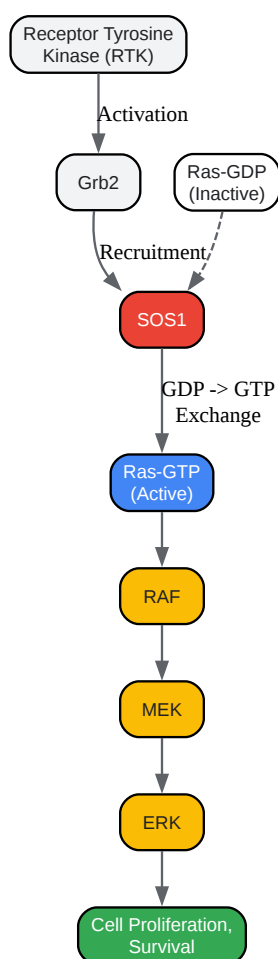 Receptor Tyrosine
Kinase (RTK)
Activation
Grb2
Ras-GDP
(Inactive)
Recruitment
SOS1
GDP -> GTP
Exchange
Ras-GTP
(Active)
RAF
MEK
ERK
Cell Proliferation,
Survival